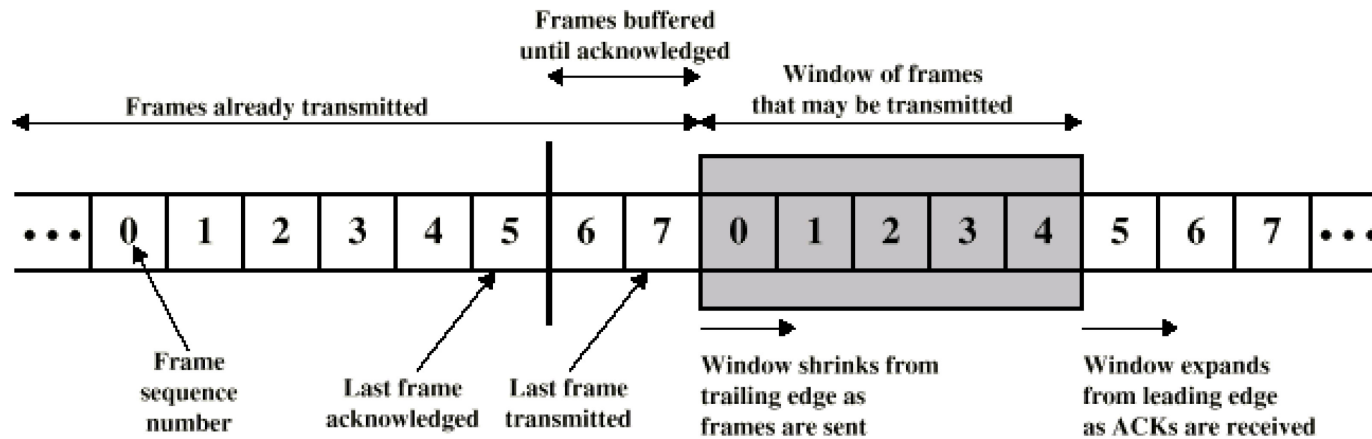 Frames buffered
until acknowledged
Window of frames
that may be transmitted
Frames already transmitted
••• 0 1 2 3 4 5 6 7 0 1 2 3 4 5 6 7 •••
Frame
sequence
number
Last frame
acknowledged
Last frame
transmitted
Window shrinks from
trailing edge as
frames are sent
Window expands
from leading edge
as ACKs are received